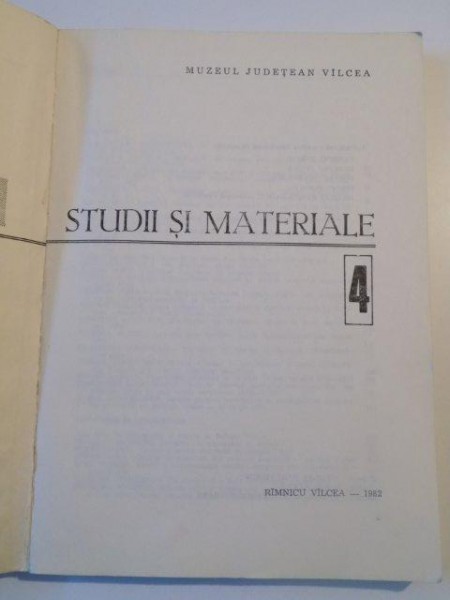 MUZEUL JUDEȚEAN VÎLCEA
STUDII ȘI MATERIALE
4
RÎMNICU VÎLCEA — 1982